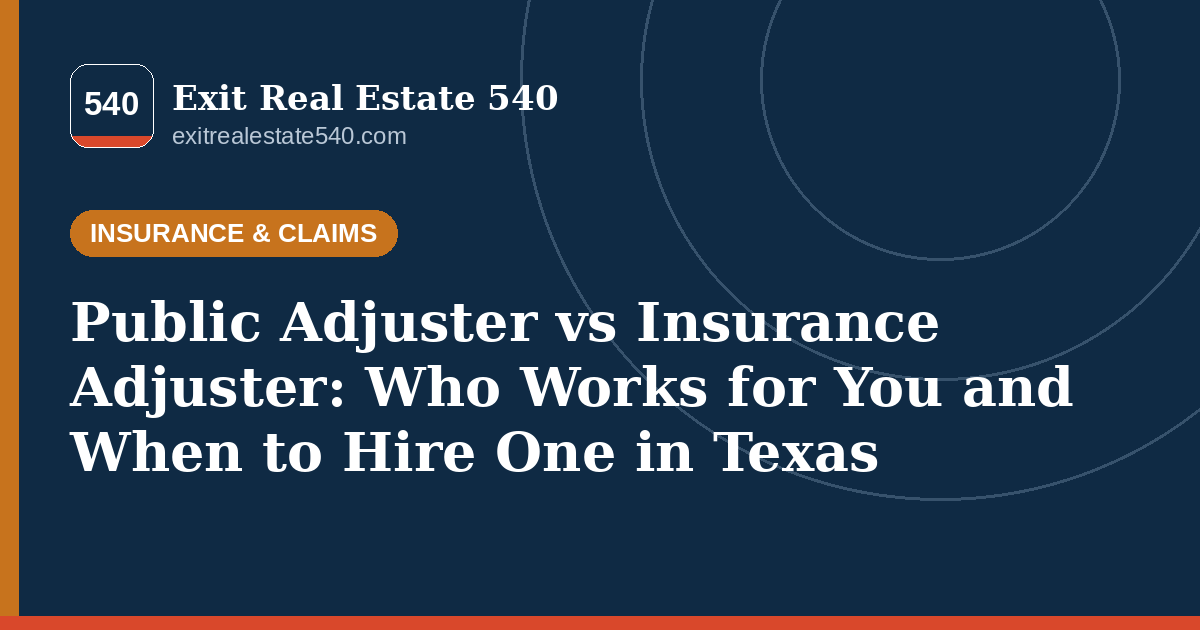 540
Exit Real Estate 540
exitrealestate540.com
INSURANCE & CLAIMS
Public Adjuster vs Insurance
Adjuster: Who Works for You and
When to Hire One in Texas